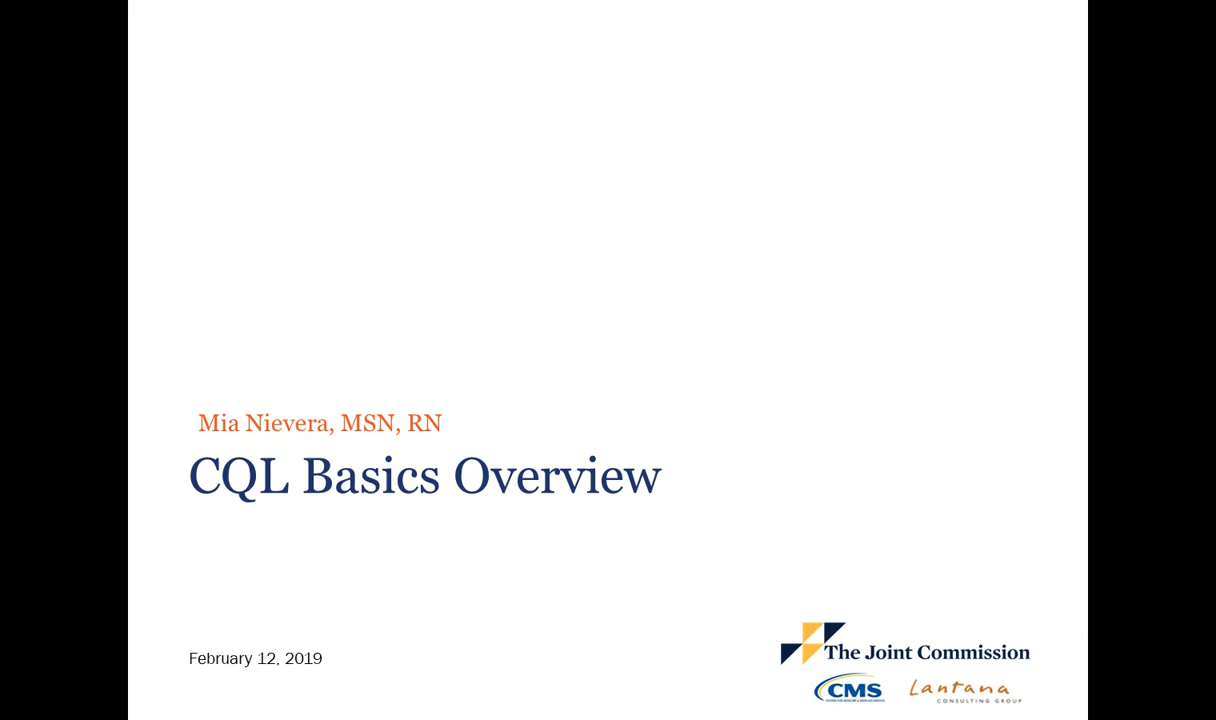 Mia Nievera, MSN, RN
CQL Basics Overview
February 12, 2019
The Joint Commission
CMS
Lantana
CONSULTING GROUP